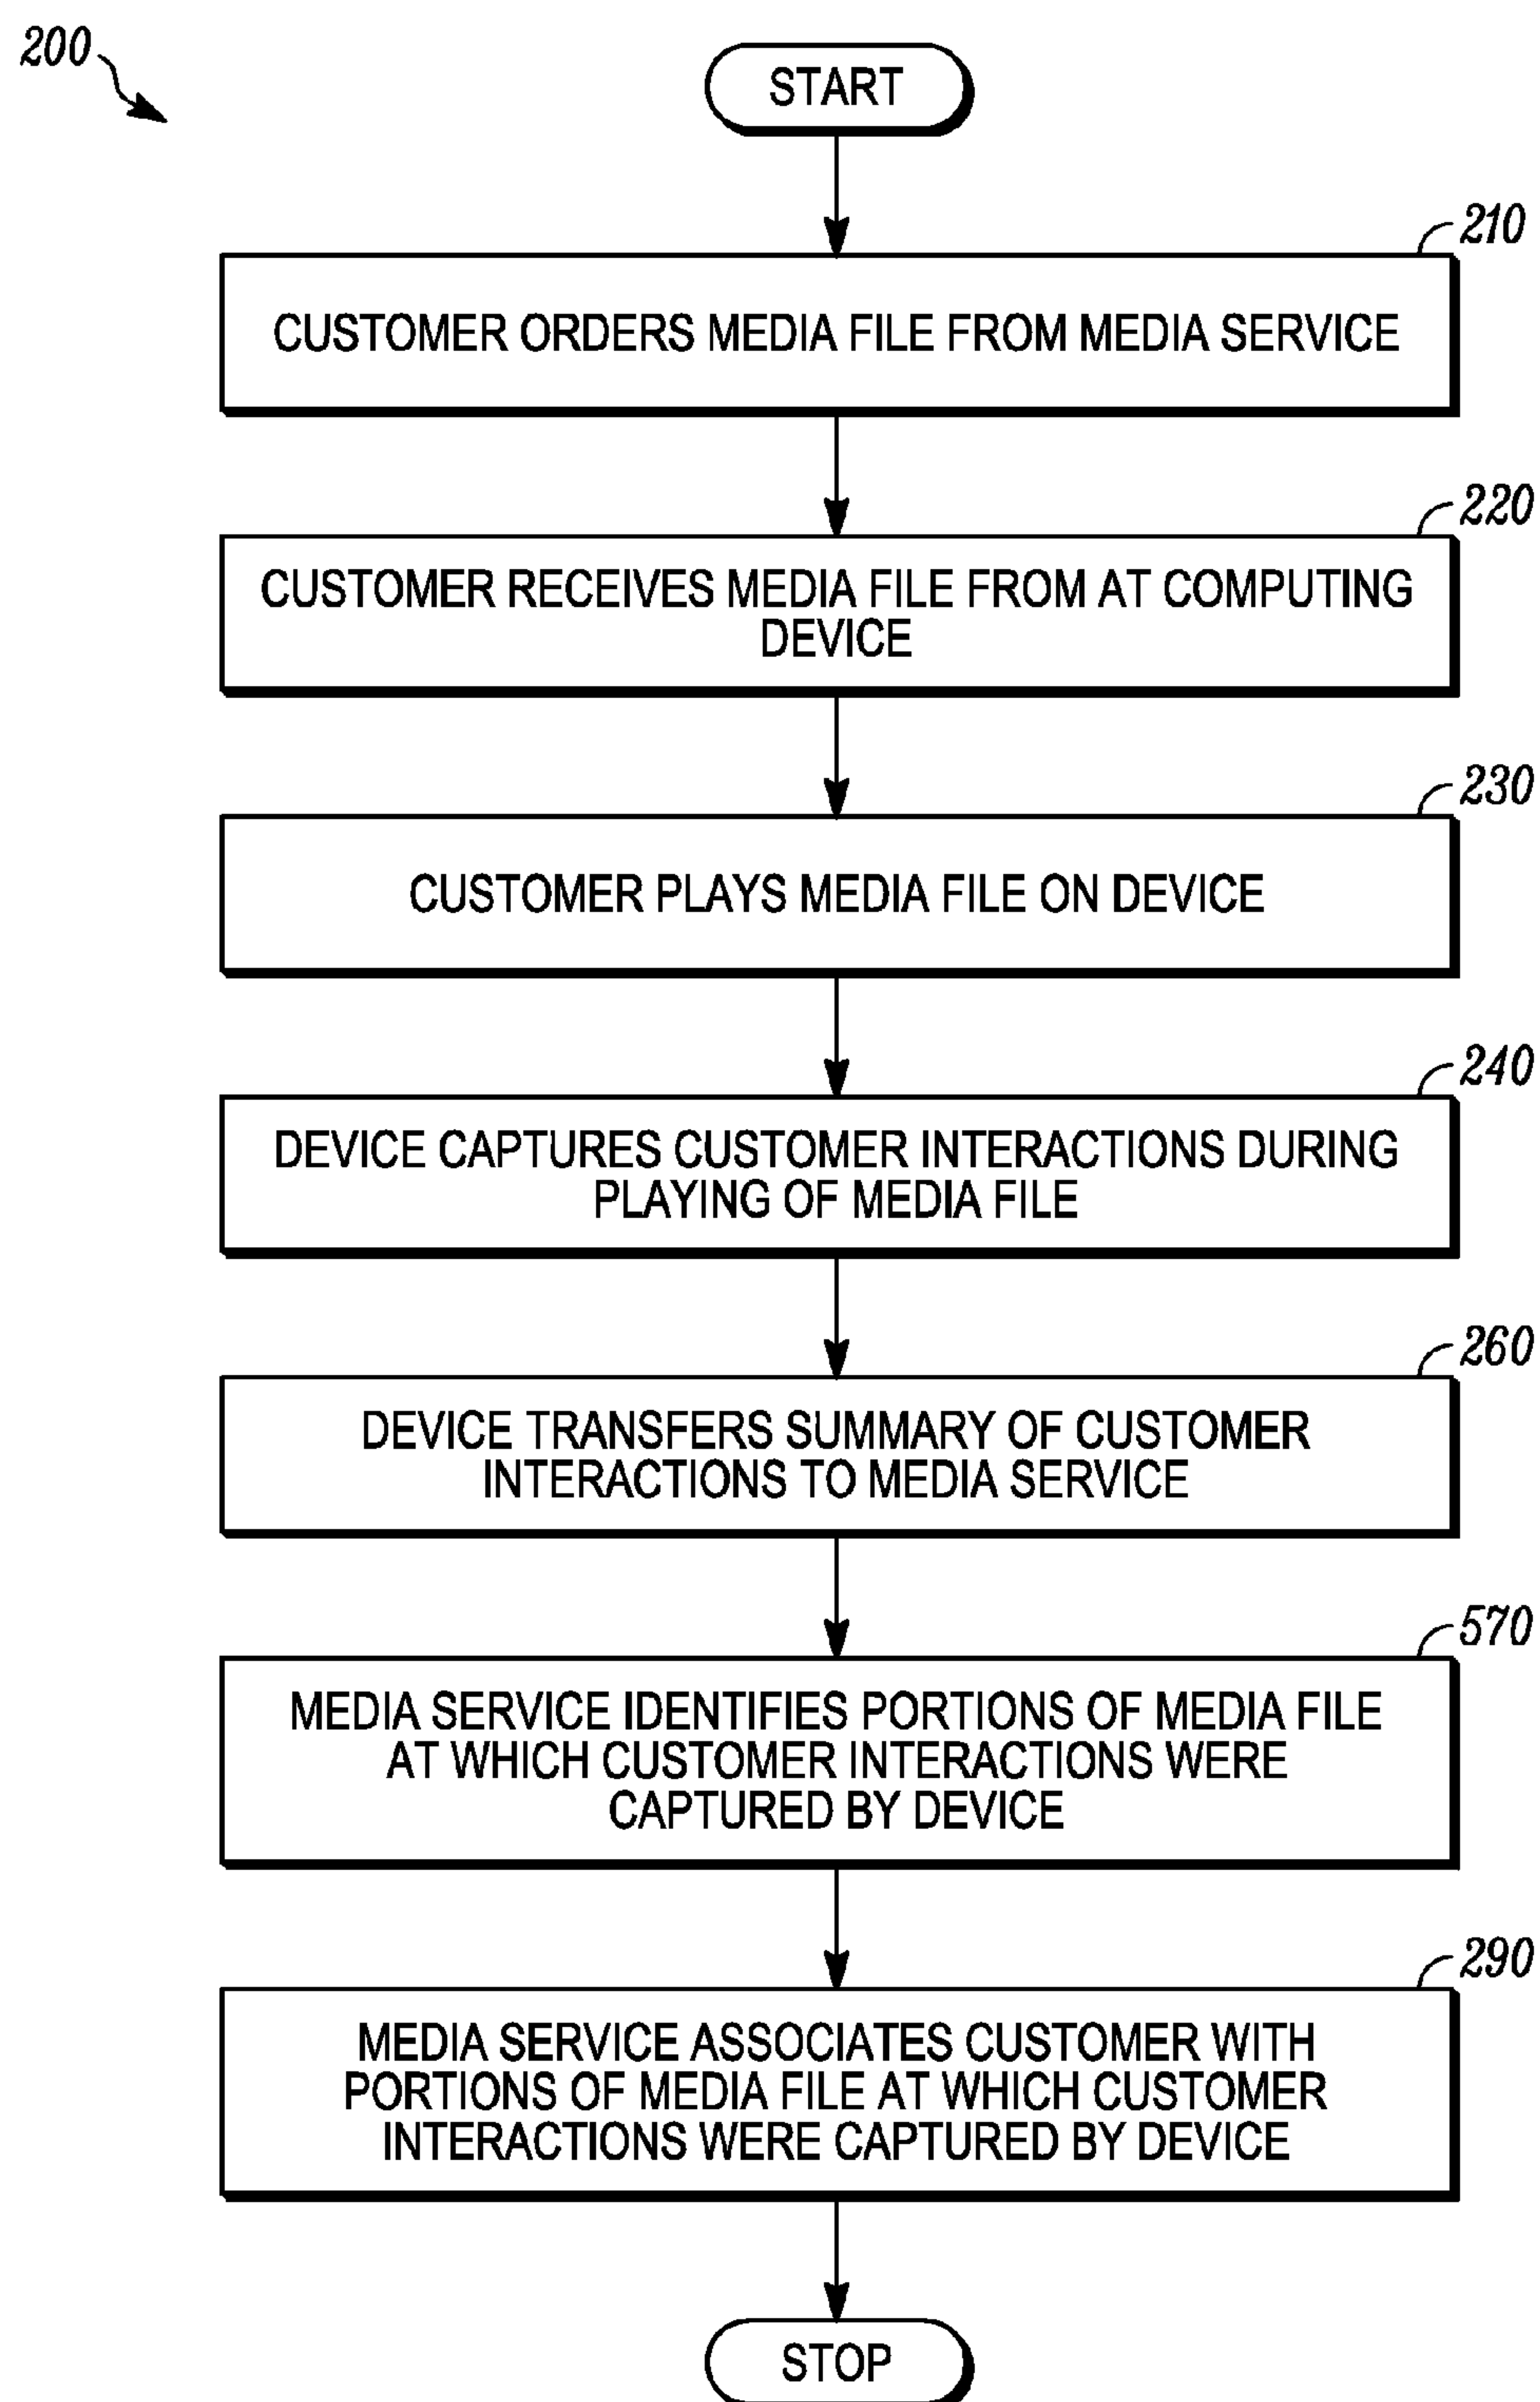 200
START
210
CUSTOMER ORDERS MEDIA FILE FROM MEDIA SERVICE
220
CUSTOMER RECEIVES MEDIA FILE FROM AT COMPUTING
DEVICE
230
CUSTOMER PLAYS MEDIA FILE ON DEVICE
240
DEVICE CAPTURES CUSTOMER INTERACTIONS DURING
PLAYING OF MEDIA FILE
260
DEVICE TRANSFERS SUMMARY OF CUSTOMER
INTERACTIONS TO MEDIA SERVICE
570
MEDIA SERVICE IDENTIFIES PORTIONS OF MEDIA FILE
AT WHICH CUSTOMER INTERACTIONS WERE
CAPTURED BY DEVICE
290
MEDIA SERVICE ASSOCIATES CUSTOMER WITH
PORTIONS OF MEDIA FILE AT WHICH CUSTOMER
INTERACTIONS WERE CAPTURED BY DEVICE
STOP